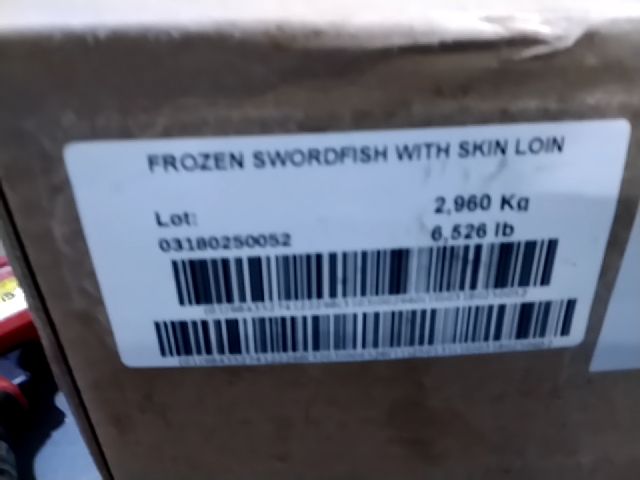 FROZEN SWORDFISH WITH SKIN LOIN
Lot:
2,960 Kg
03180250052
6,526 lb